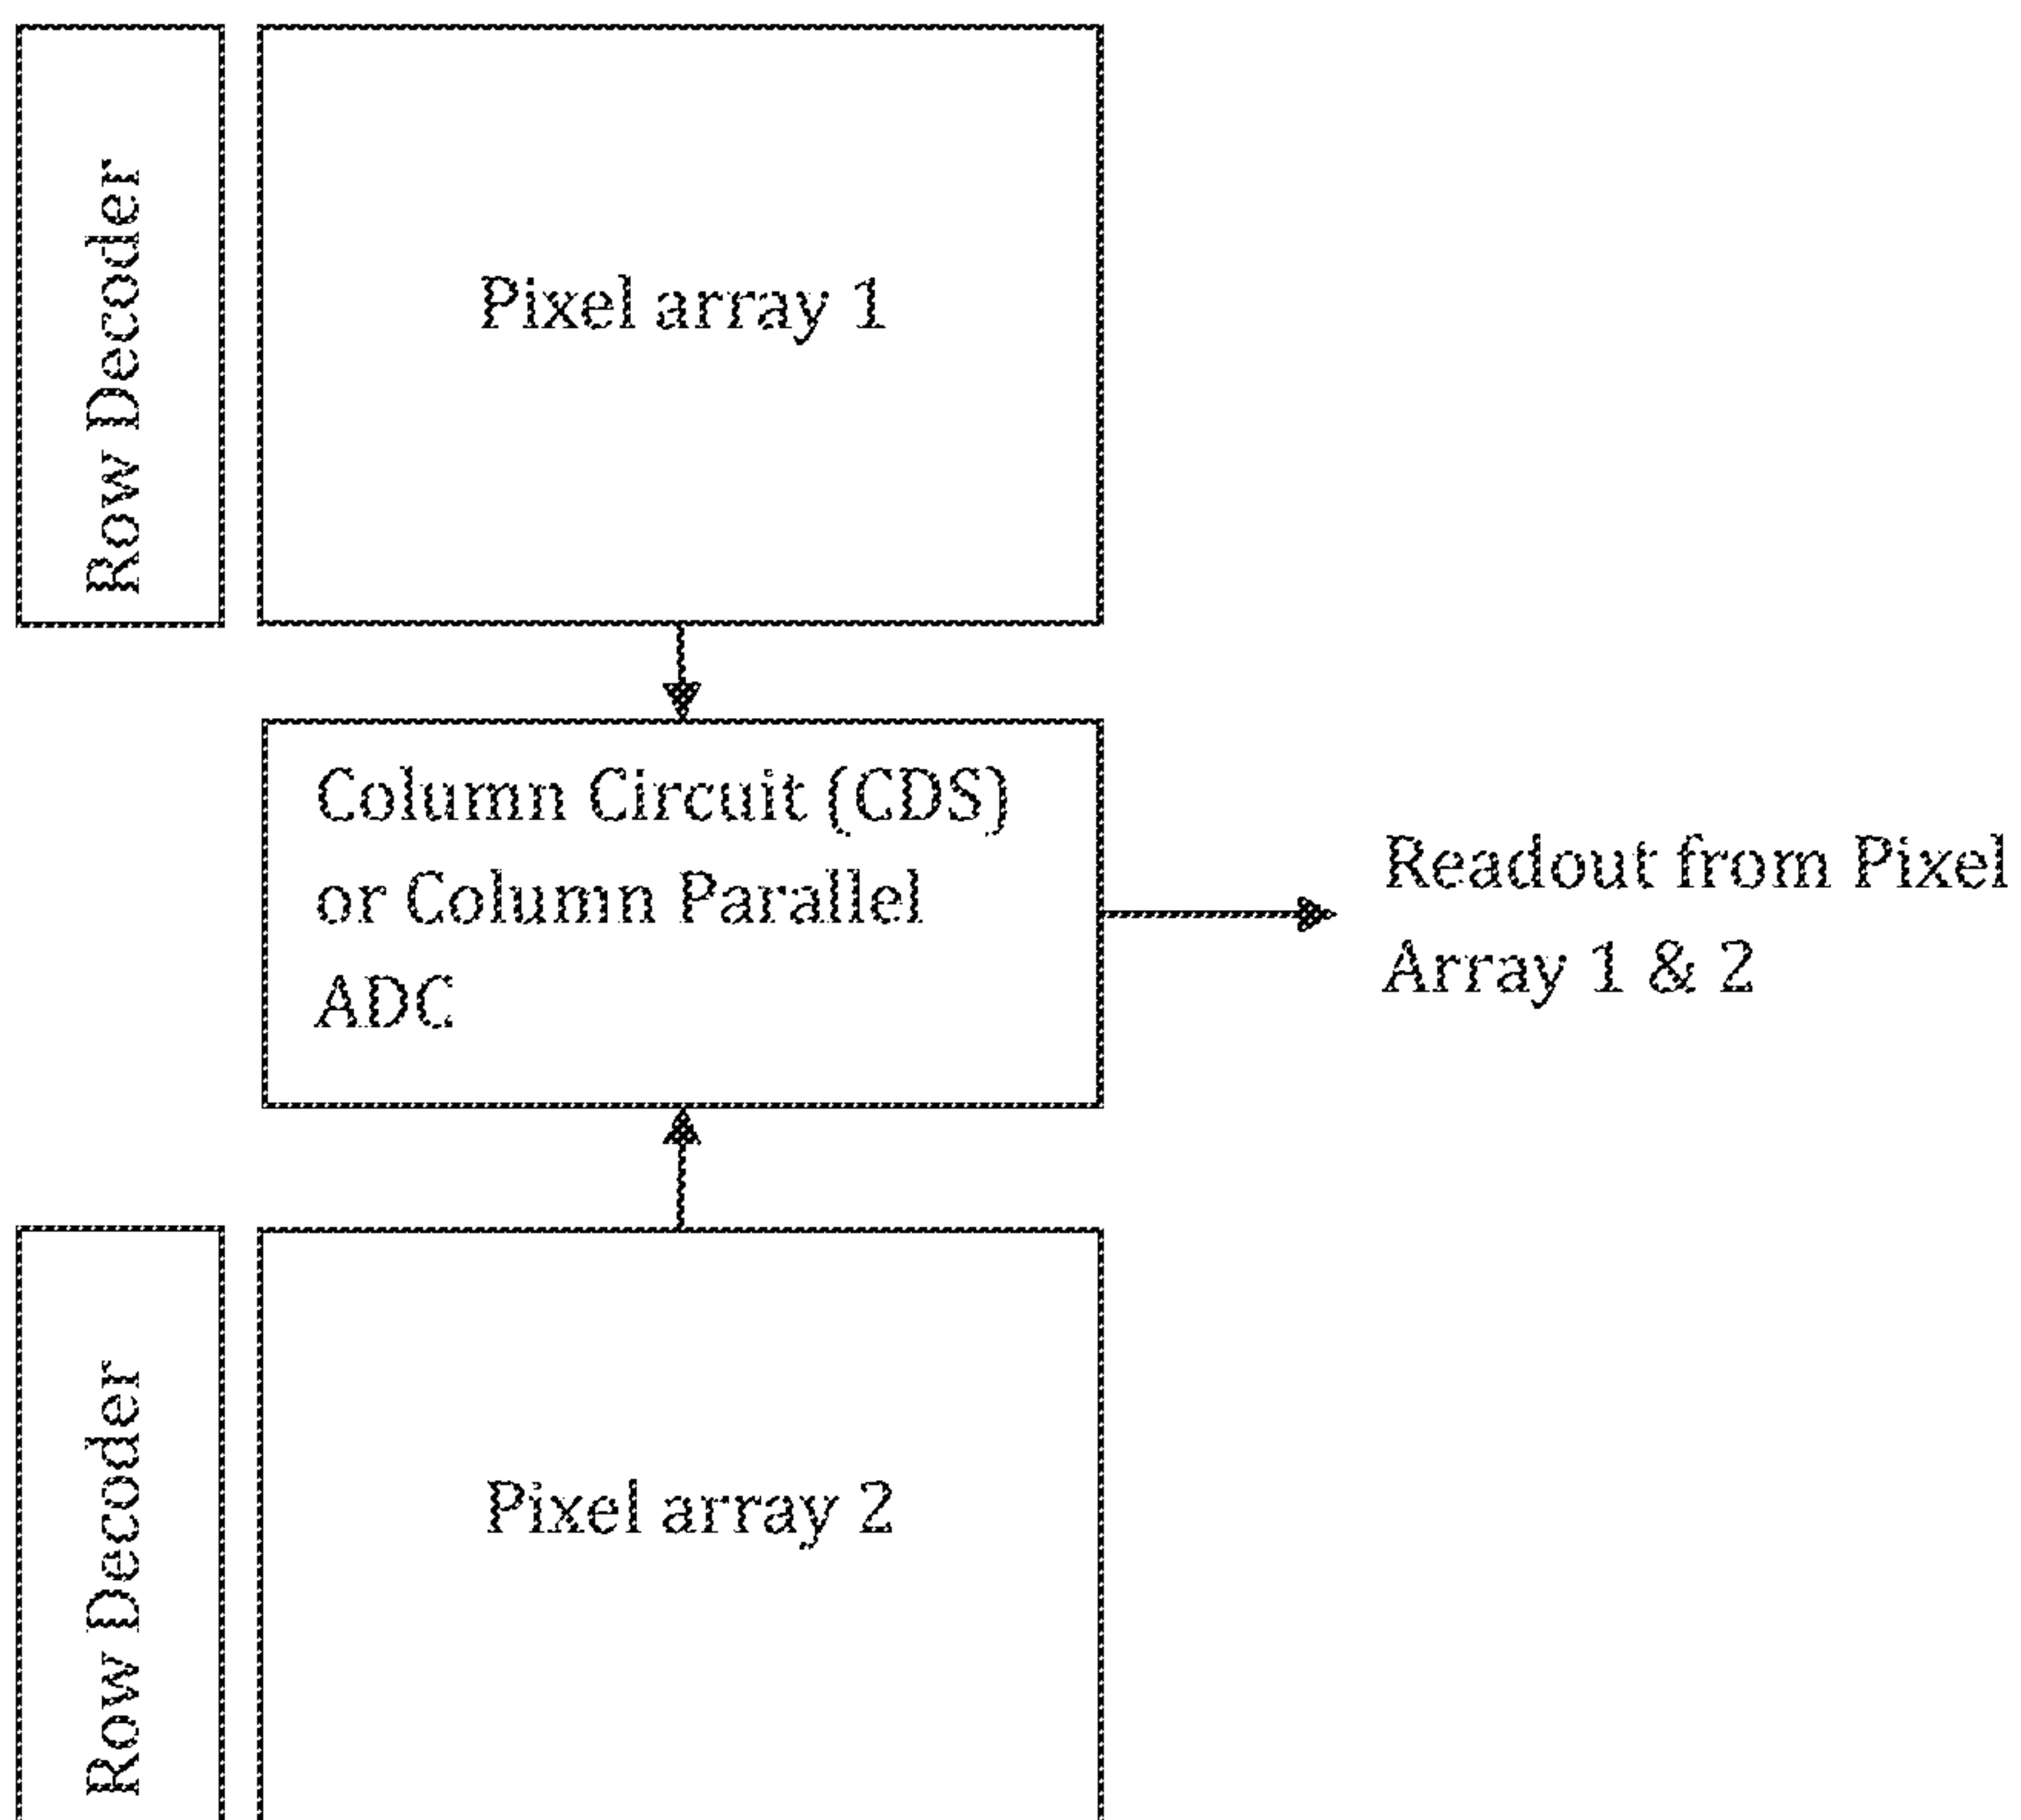 Row Decoder
Pixel array 1
Column Circuit (CDS)
or Column Parallel
ADC
Readout from Pixel
Array 1 & 2
Row Decoder
Pixel array 2